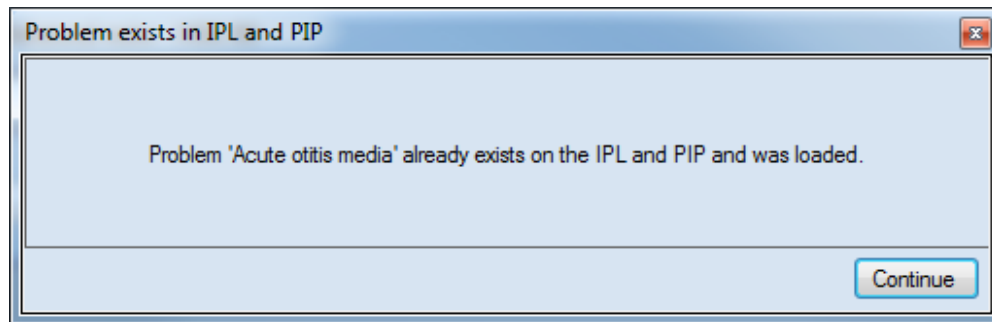 Problem exists in IPL and PIP
Problem 'Acute otitis media' already exists on the IPL and PIP and was loaded.
Continue